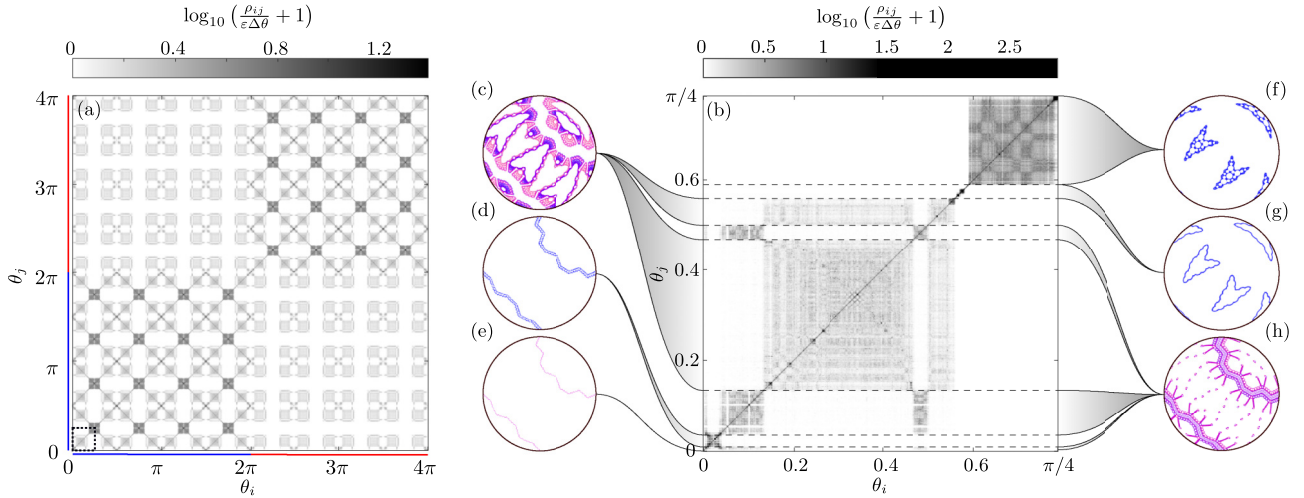 log₁₀ (ρᵢⱼ/εΔθ + 1)
0 0.4 0.8 1.2
(a)
4π
3π
2π
π
0
θⱼ
0 π 2π 3π 4π
θᵢ
(c)
(d)
(e)
log₁₀ (ρᵢⱼ/εΔθ + 1)
0 0.5 1 1.5 2 2.5
(b)
π/4
0.6
0.4
0.2
0
θⱼ
0 0.2 0.4 0.6 π/4
θᵢ
(f)
(g)
(h)